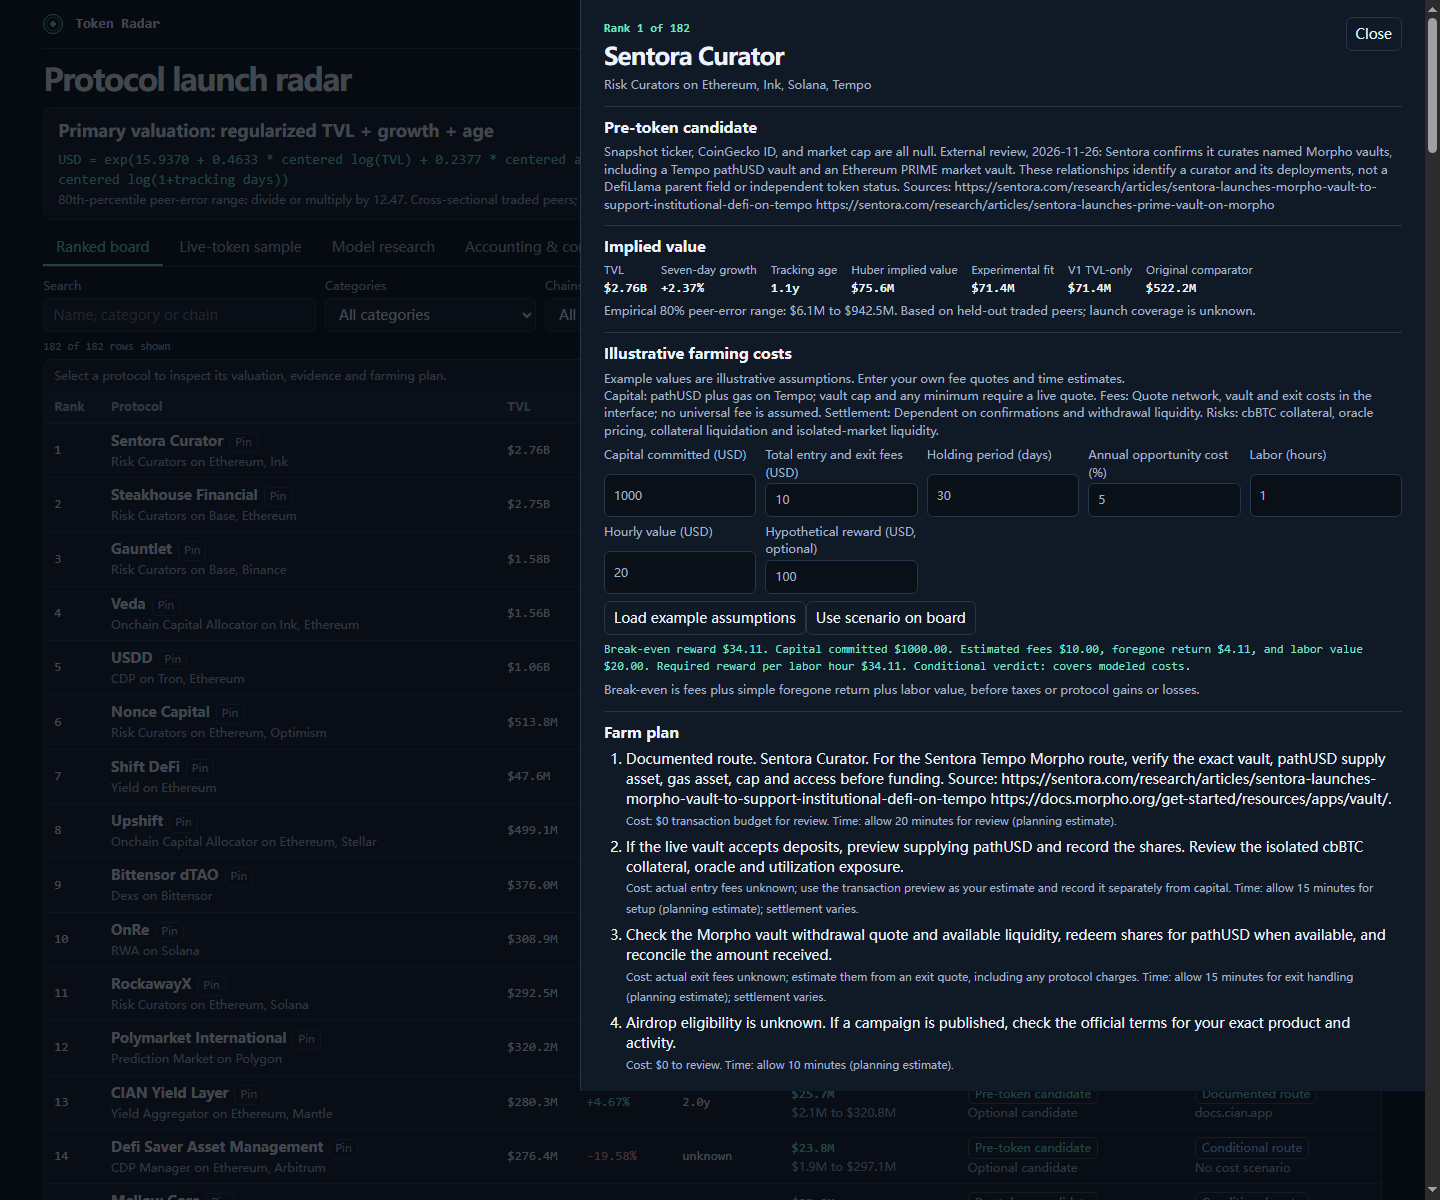 Token Radar
Protocol launch radar
Primary valuation: regularized TVL + growth + age
USD = exp(15.9370 + 0.4633 * centered log(TVL) + 0.2377 * centered a
centered log(1+tracking days))
80th-percentile peer-error range: divide or multiply by 12.47. Cross-sectional traded peers;
Ranked board
Live-token sample
Model research
Accounting & co
Search
Categories
Chains
Name, category or chain
All categories
All
182 of 182 rows shown
Select a protocol to inspect its valuation, evidence and farming plan.
Rank Protocol TVL
1 Sentora Curator Pin $2.76B
Risk Curators on Ethereum, Ink
2 Steakhouse Financial Pin $2.75B
Risk Curators on Base, Ethereum
3 Gauntlet Pin $1.58B
Risk Curators on Base, Binance
4 Veda Pin $1.56B
Onchain Capital Allocator on Ink, Ethereum
5 USDD Pin $1.06B
CDP on Tron, Ethereum
6 Nonce Capital Pin $513.8M
Risk Curators on Ethereum, Optimism
7 Shift DeFi Pin $47.6M
Yield on Ethereum
8 Upshift Pin $499.1M
Onchain Capital Allocator on Ethereum, Stellar
9 Bittensor dTAO Pin $376.0M
Dexs on Bittensor
10 OnRe Pin $308.9M
RWA on Solana
11 RockawayX Pin $292.5M
Risk Curators on Ethereum, Solana
12 Polymarket International Pin $320.2M
Prediction Market on Polygon
13 CIAN Yield Layer Pin $280.3M +4.67% 2.0y $25.7M Pre-token candidate Documented route
Yield Aggregator on Ethereum, Mantle $2.1M to $320.8M Optional candidate docs.cian.app
14 Defi Saver Asset Management Pin $276.4M -19.58% unknown $23.8M Pre-token candidate Conditional route
CDP Manager on Ethereum, Arbitrum $1.9M to $297.1M Optional candidate No cost scenario
Rank 1 of 182
Close
Sentora Curator
Risk Curators on Ethereum, Ink, Solana, Tempo
Pre-token candidate
Snapshot ticker, CoinGecko ID, and market cap are all null. External review, 2026-11-26: Sentora confirms it curates named Morpho vaults,
including a Tempo pathUSD vault and an Ethereum PRIME market vault. These relationships identify a curator and its deployments, not a
DefiLlama parent field or independent token status. Sources: https://sentora.com/research/articles/sentora-launches-morpho-vault-to-
support-institutional-defi-on-tempo https://sentora.com/research/articles/sentora-launches-prime-vault-on-morpho
Implied value
TVL Seven-day growth Tracking age Huber implied value Experimental fit V1 TVL-only Original comparator
$2.76B +2.37% 1.1y $75.6M $71.4M $71.4M $522.2M
Empirical 80% peer-error range: $6.1M to $942.5M. Based on held-out traded peers; launch coverage is unknown.
Illustrative farming costs
Example values are illustrative assumptions. Enter your own fee quotes and time estimates.
Capital: pathUSD plus gas on Tempo; vault cap and any minimum require a live quote. Fees: Quote network, vault and exit costs in the
interface; no universal fee is assumed. Settlement: Dependent on confirmations and withdrawal liquidity. Risks: cbBTC collateral, oracle
pricing, collateral liquidation and isolated-market liquidity.
Capital committed (USD)
1000
Total entry and exit fees
(USD)
10
Holding period (days)
30
Annual opportunity cost
(%)
5
Labor (hours)
1
Hourly value (USD)
20
Hypothetical reward (USD,
optional)
100
Load example assumptions
Use scenario on board
Break-even reward $34.11. Capital committed $1000.00. Estimated fees $10.00, foregone return $4.11, and labor value
$20.00. Required reward per labor hour $34.11. Conditional verdict: covers modeled costs.
Break-even is fees plus simple foregone return plus labor value, before taxes or protocol gains or losses.
Farm plan
1. Documented route. Sentora Curator. For the Sentora Tempo Morpho route, verify the exact vault, pathUSD supply
asset, gas asset, cap and access before funding. Source: https://sentora.com/research/articles/sentora-launches-
morpho-vault-to-support-institutional-defi-on-tempo https://docs.morpho.org/get-started/resources/apps/vault/.
Cost: $0 transaction budget for review. Time: allow 20 minutes for review (planning estimate).
2. If the live vault accepts deposits, preview supplying pathUSD and record the shares. Review the isolated cbBTC
collateral, oracle and utilization exposure.
Cost: actual entry fees unknown; use the transaction preview as your estimate and record it separately from capital. Time: allow 15 minutes for
setup (planning estimate); settlement varies.
3. Check the Morpho vault withdrawal quote and available liquidity, redeem shares for pathUSD when available, and
reconcile the amount received.
Cost: actual exit fees unknown; estimate them from an exit quote, including any protocol charges. Time: allow 15 minutes for exit handling
(planning estimate); settlement varies.
4. Airdrop eligibility is unknown. If a campaign is published, check the official terms for your exact product and
activity.
Cost: $0 to review. Time: allow 10 minutes (planning estimate).